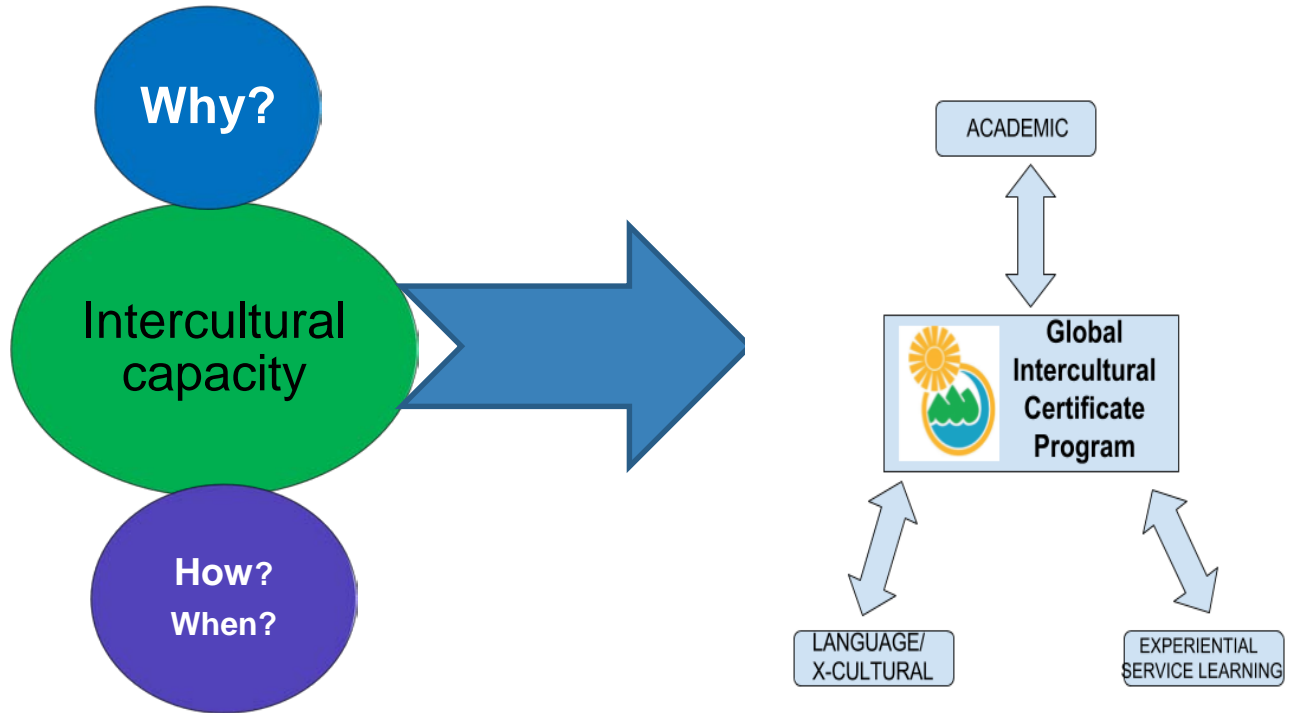 Why?
Intercultural
capacity
How?
When?
ACADEMIC
Global
Intercultural
Certificate
Program
LANGUAGE/
X-CULTURAL
EXPERIENTIAL
SERVICE LEARNING